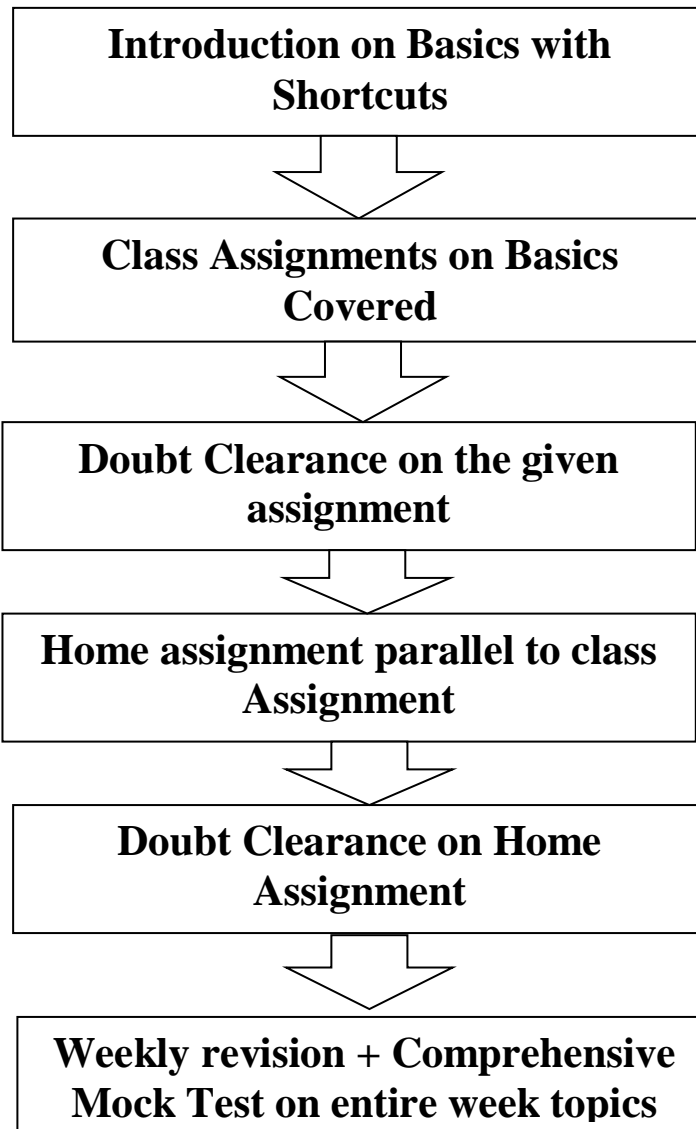 Introduction on Basics with
Shortcuts
Class Assignments on Basics
Covered
Doubt Clearance on the given
assignment
Home assignment parallel to class
Assignment
Doubt Clearance on Home
Assignment
Weekly revision + Comprehensive
Mock Test on entire week topics